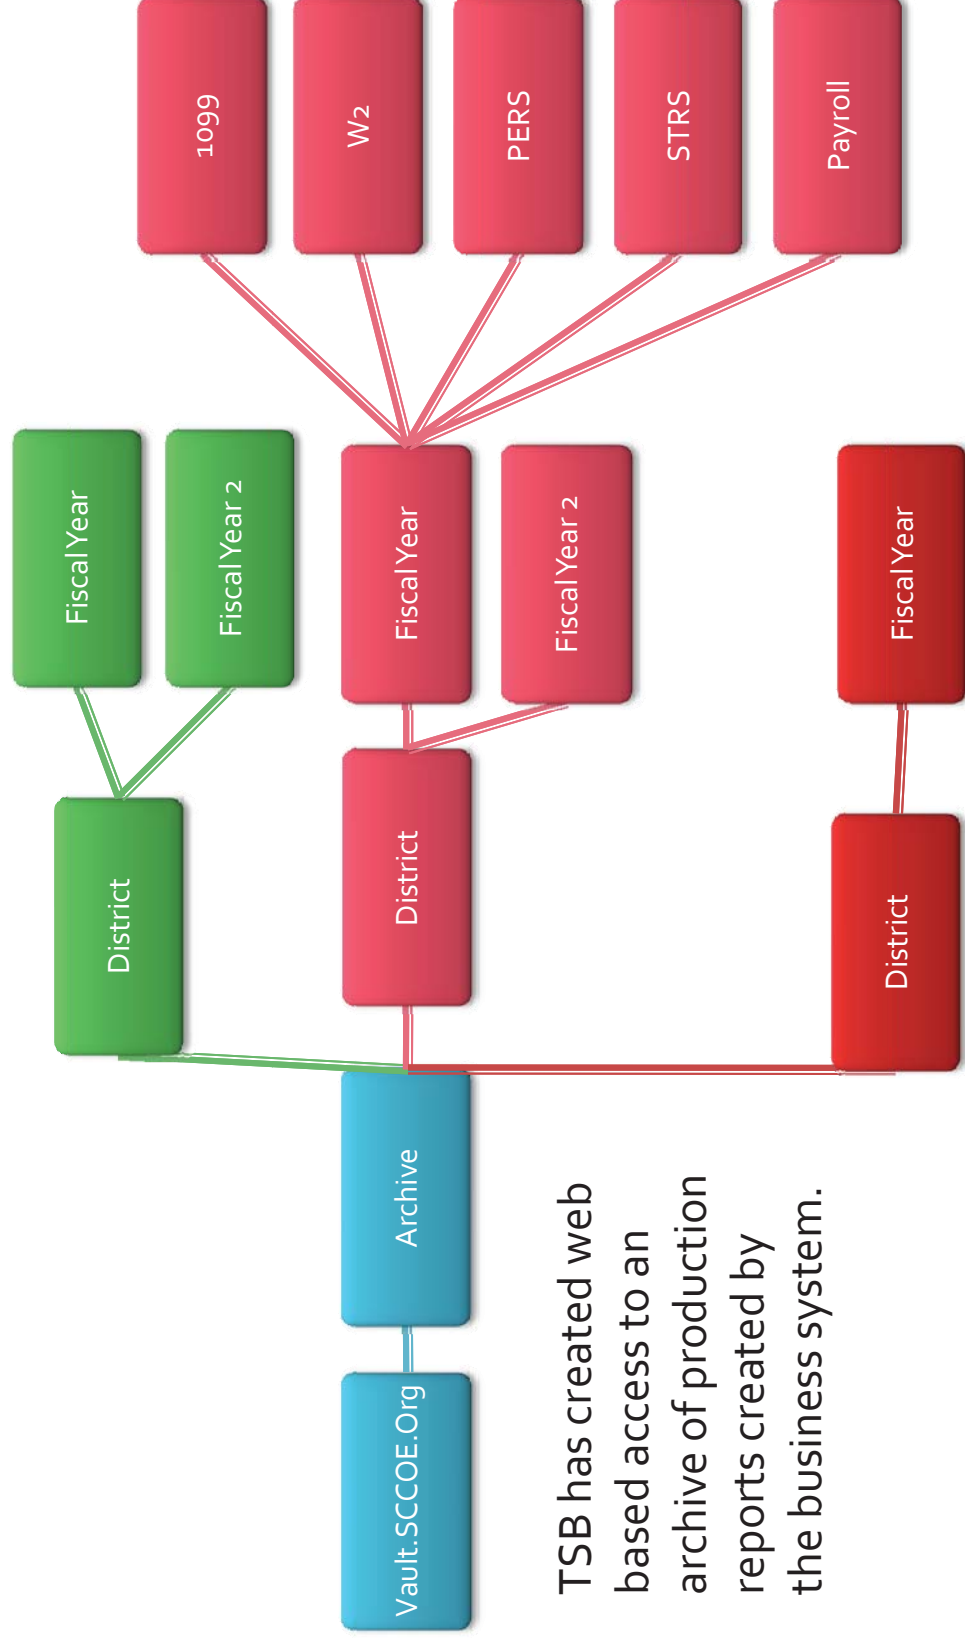 Vault.SCCOE.Org
Archive
District
Fiscal Year
Fiscal Year 2
District
Fiscal Year
1099
W2
PERS
STRS
Payroll
Fiscal Year 2
District
Fiscal Year
TSB has created web
based access to an
archive of production
reports created by
the business system.